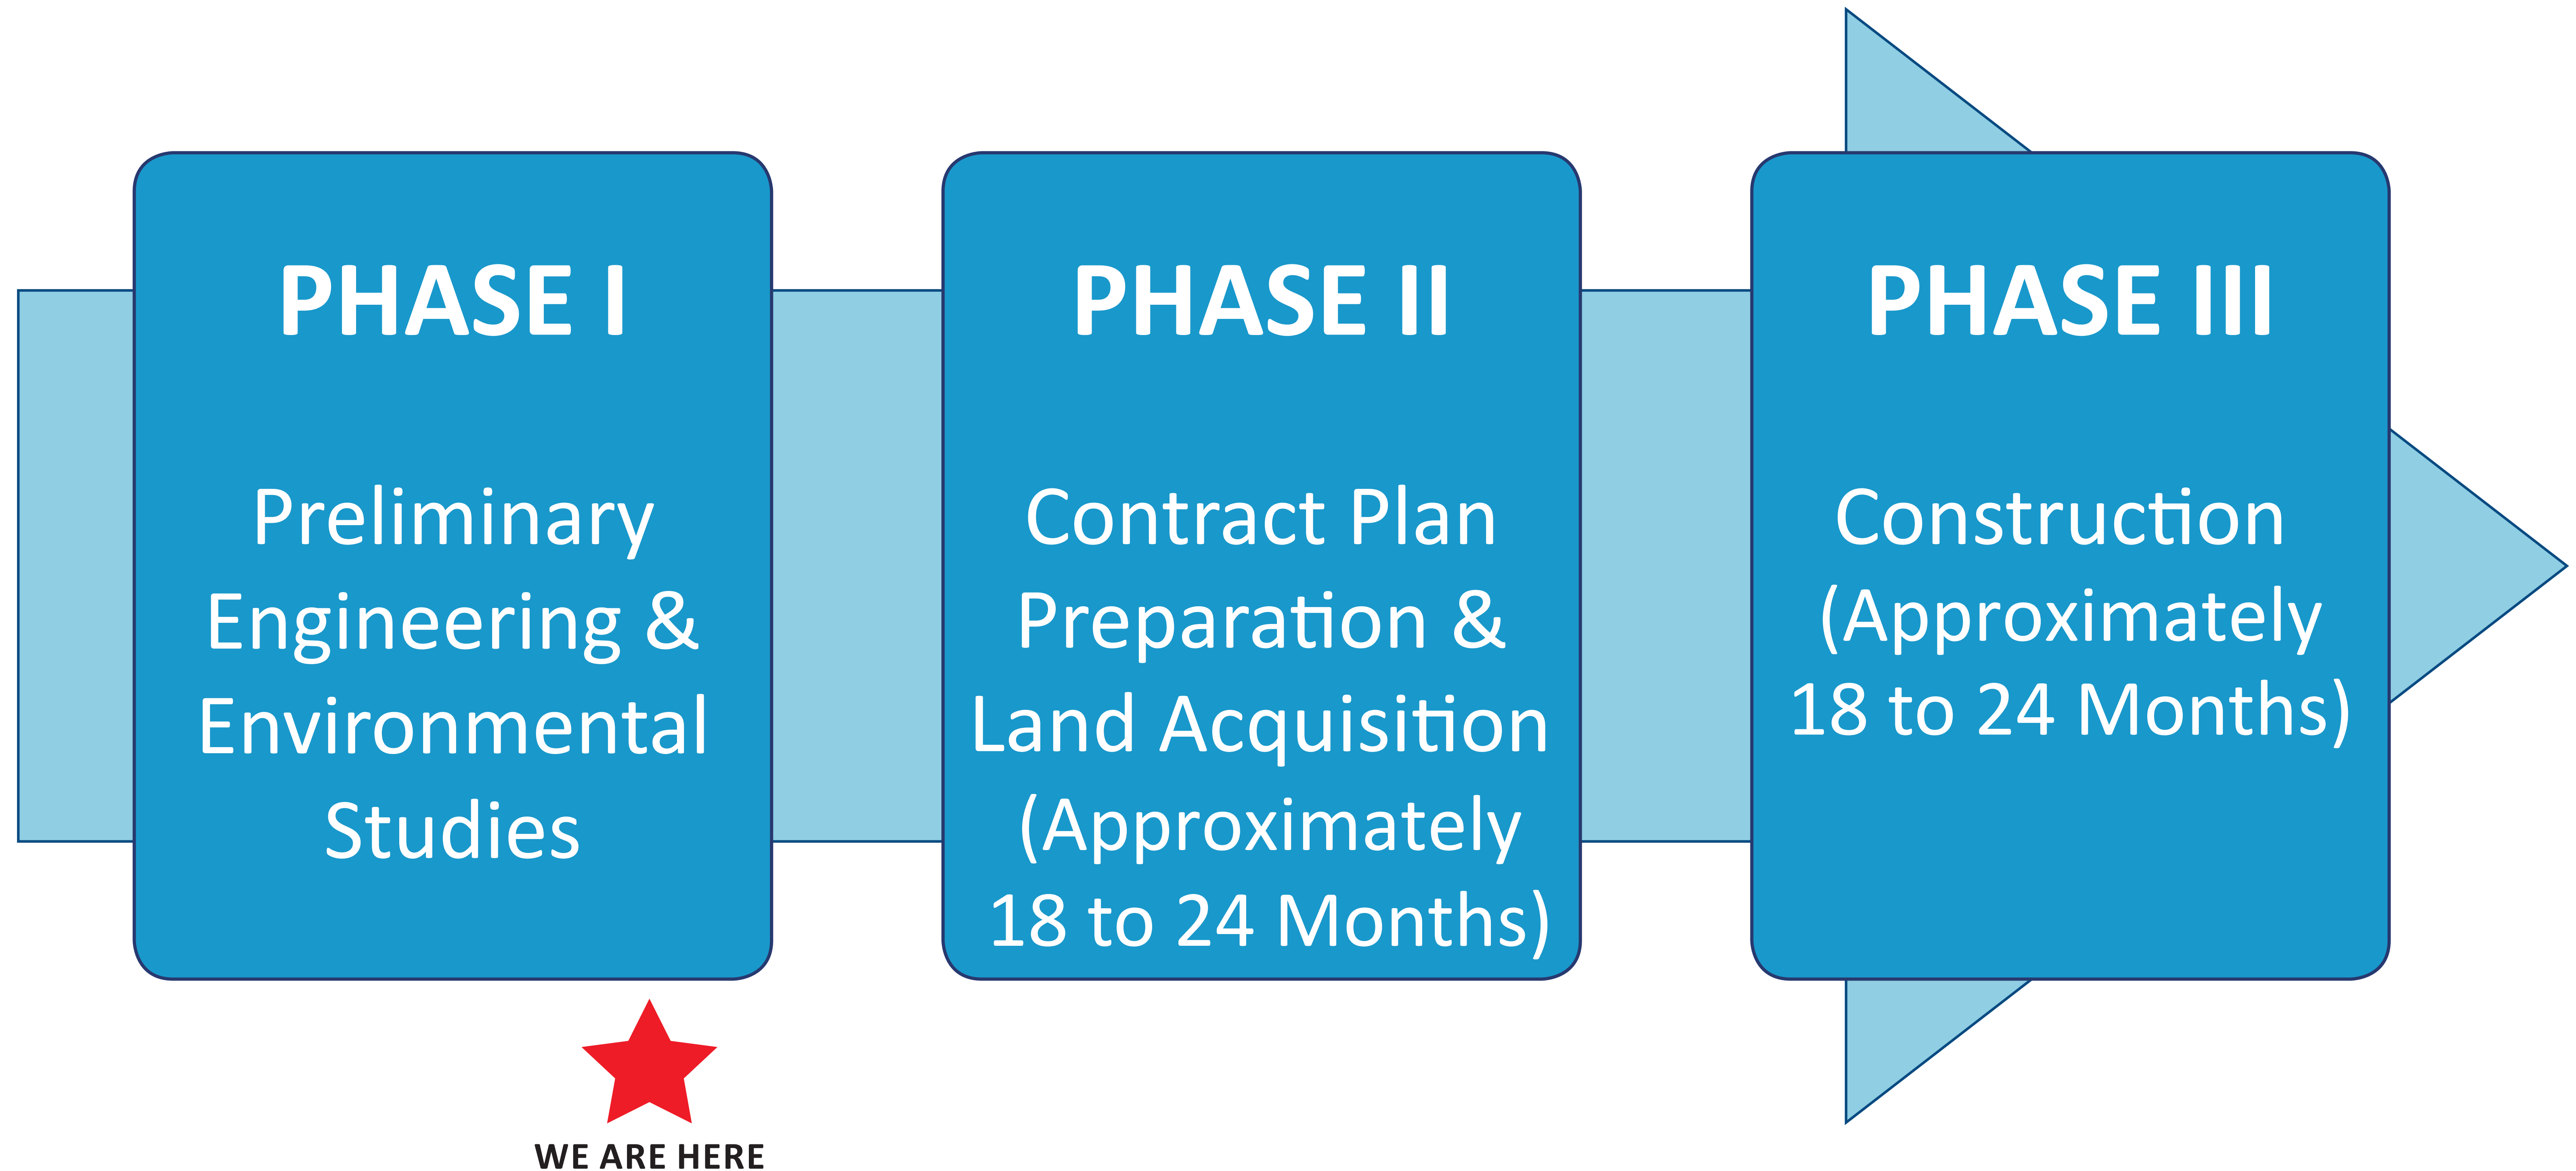 PHASE I
Preliminary
Engineering &
Environmental
Studies
PHASE II
Contract Plan
Preparation &
Land Acquisition
(Approximately
18 to 24 Months)
PHASE III
Construction
(Approximately
18 to 24 Months)
WE ARE HERE